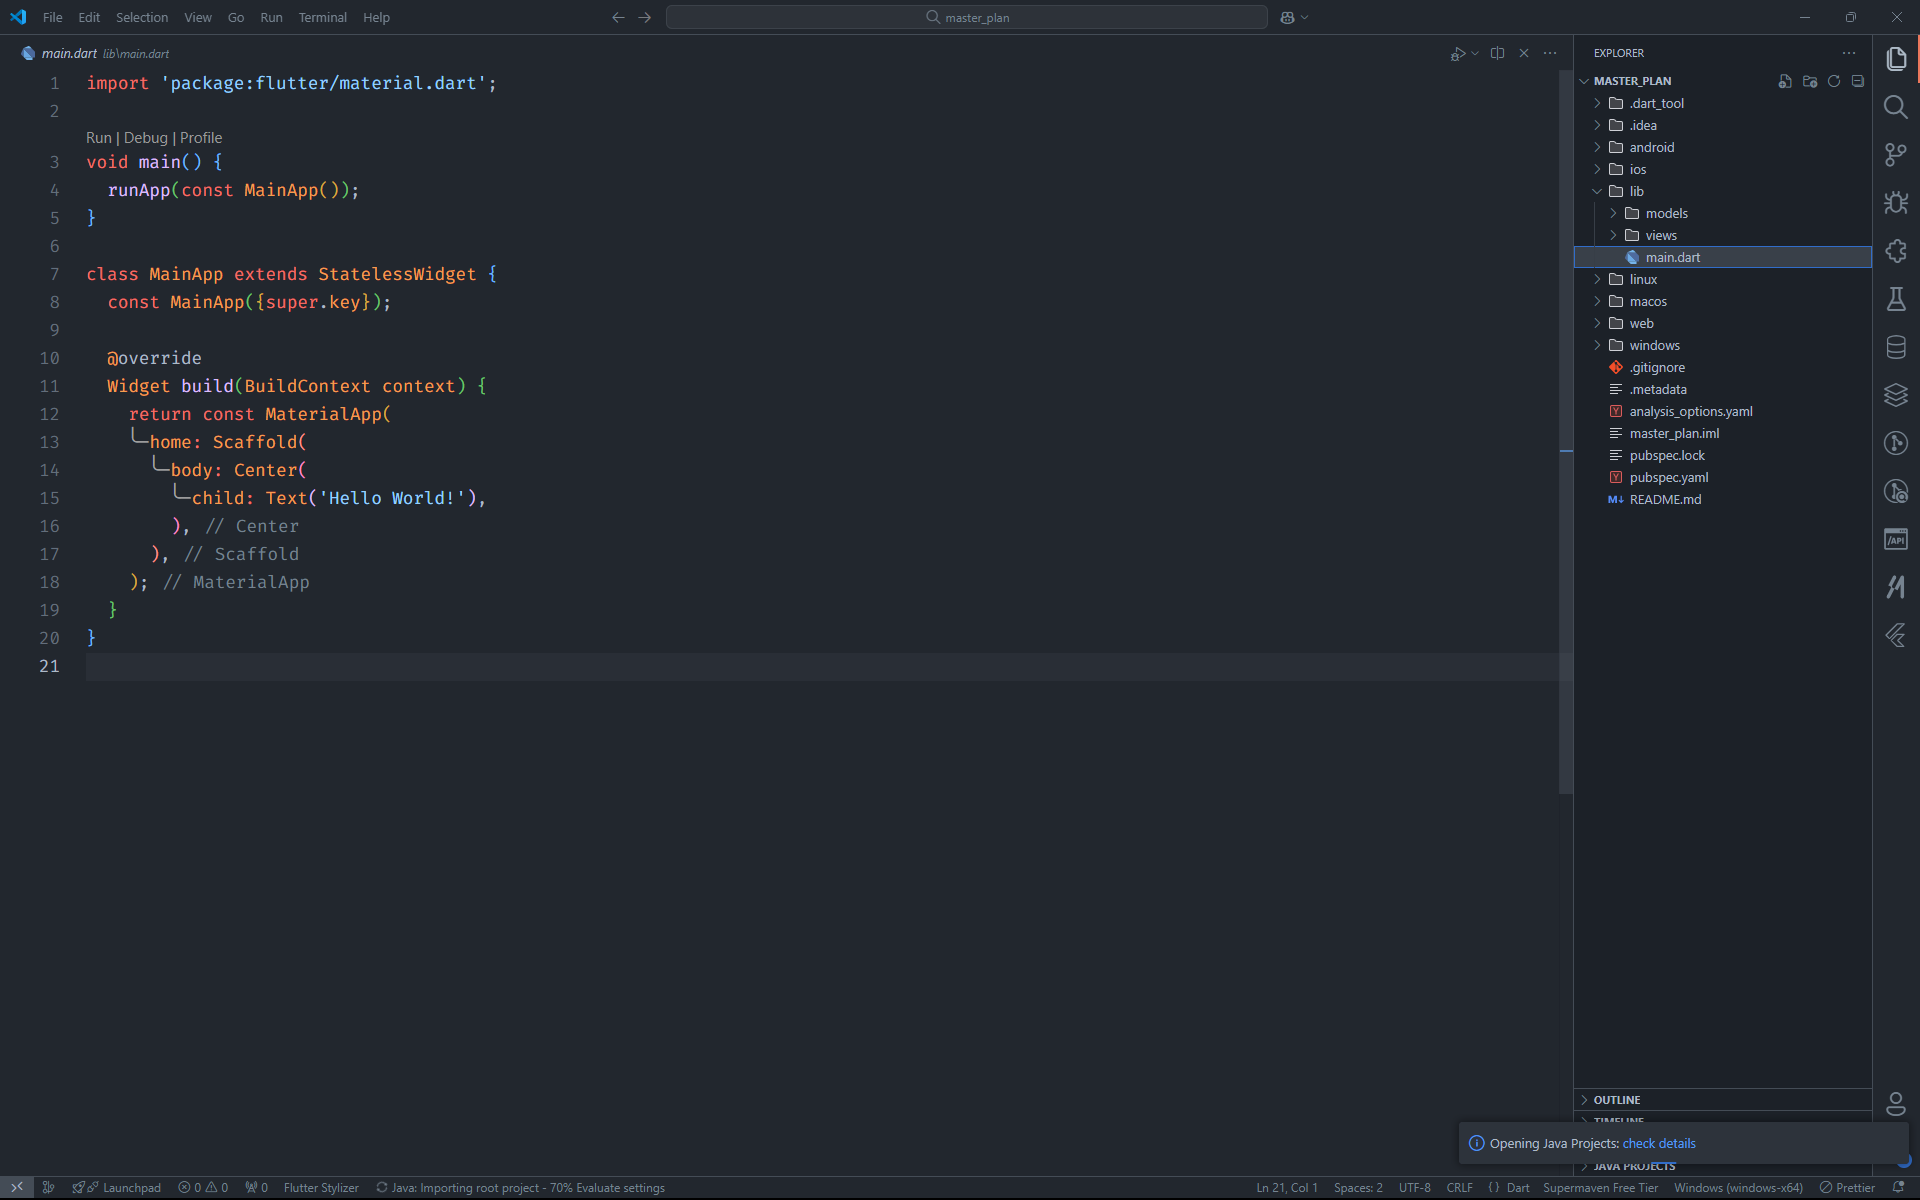 File Edit Selection View Go Run Terminal Help
master_plan
main.dart lib\main.dart
1 import 'package:flutter/material.dart';
2
Run | Debug | Profile
3 void main() {
4 runApp(const MainApp());
5 }
6
7 class MainApp extends StatelessWidget {
8 const MainApp({super.key});
9
10 @override
11 Widget build(BuildContext context) {
12 return const MaterialApp(
13 home: Scaffold(
14 body: Center(
15 child: Text('Hello World!'),
16 ), // Center
17 ), // Scaffold
18 ); // MaterialApp
19 }
20 }
21
EXPLORER
MASTER_PLAN
.dart_tool
.idea
android
ios
lib
models
views
main.dart
linux
macos
web
windows
.gitignore
.metadata
Y analysis_options.yaml
master_plan.iml
pubspec.lock
Y pubspec.yaml
M↓ README.md
/API
OUTLINE
TIMELINE
Opening Java Projects: check details
JAVA PROJECTS
Launchpad 0 0 0 Flutter Stylizer Java: Importing root project - 70% Evaluate settings
Ln 21, Col 1 Spaces: 2 UTF-8 CRLF {} Dart Supermaven Free Tier Windows (windows-x64) Prettier